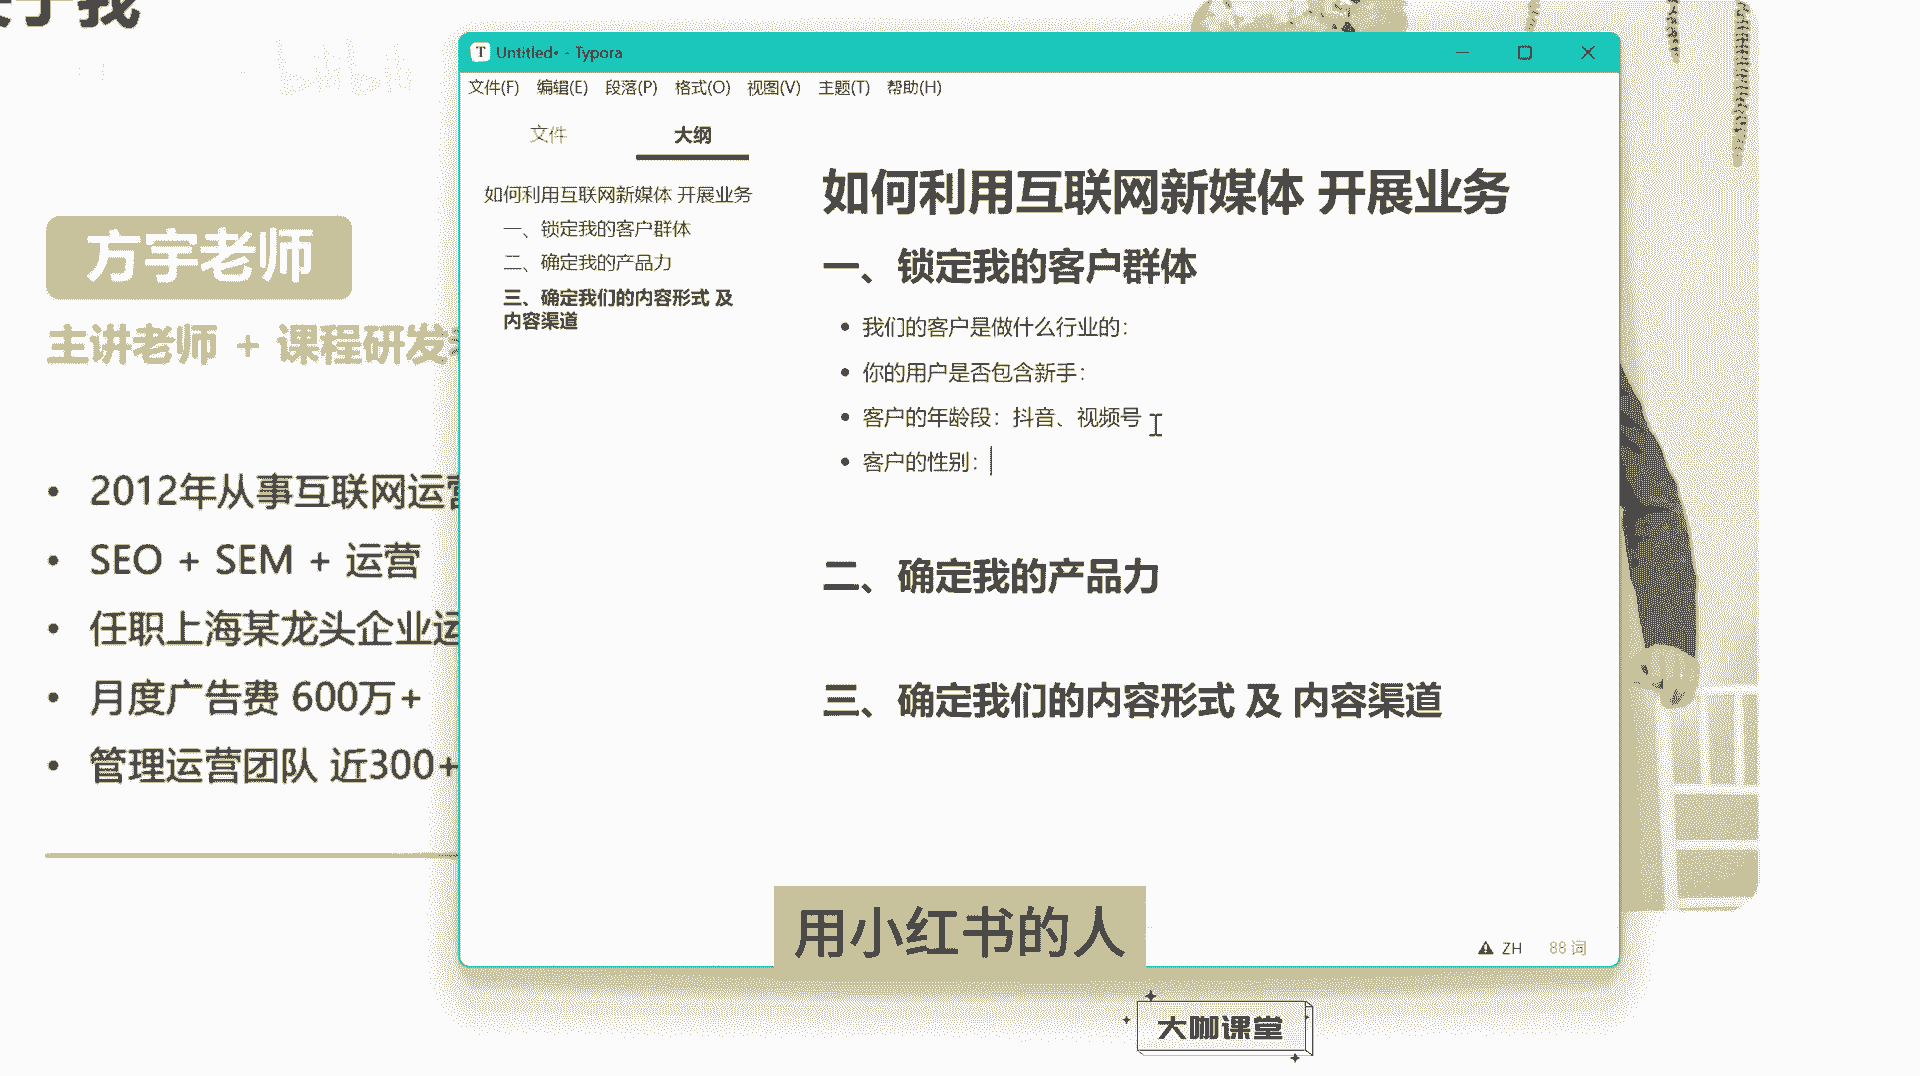 于我
bilibili
方宇老师
主讲老师 + 课程研发
2012年从事互联网运营
SEO + SEM + 运营
任职上海某龙头企业运
月度广告费 600万+
管理运营团队 近300+
Untitled• - Typora
文件(F) 编辑(E) 段落(P) 格式(O) 视图(V) 主题(T) 帮助(H)
文件 大纲
如何利用互联网新媒体 开展业务
一、锁定我的客户群体
二、确定我的产品力
三、确定我们的内容形式 及
内容渠道
如何利用互联网新媒体 开展业务
一、锁定我的客户群体
我们的客户是做什么行业的：
你的用户是否包含新手：
客户的年龄段：抖音、视频号
客户的性别：
二、确定我的产品力
三、确定我们的内容形式 及 内容渠道
用小红书的人
ZH 88 词
大咖课堂